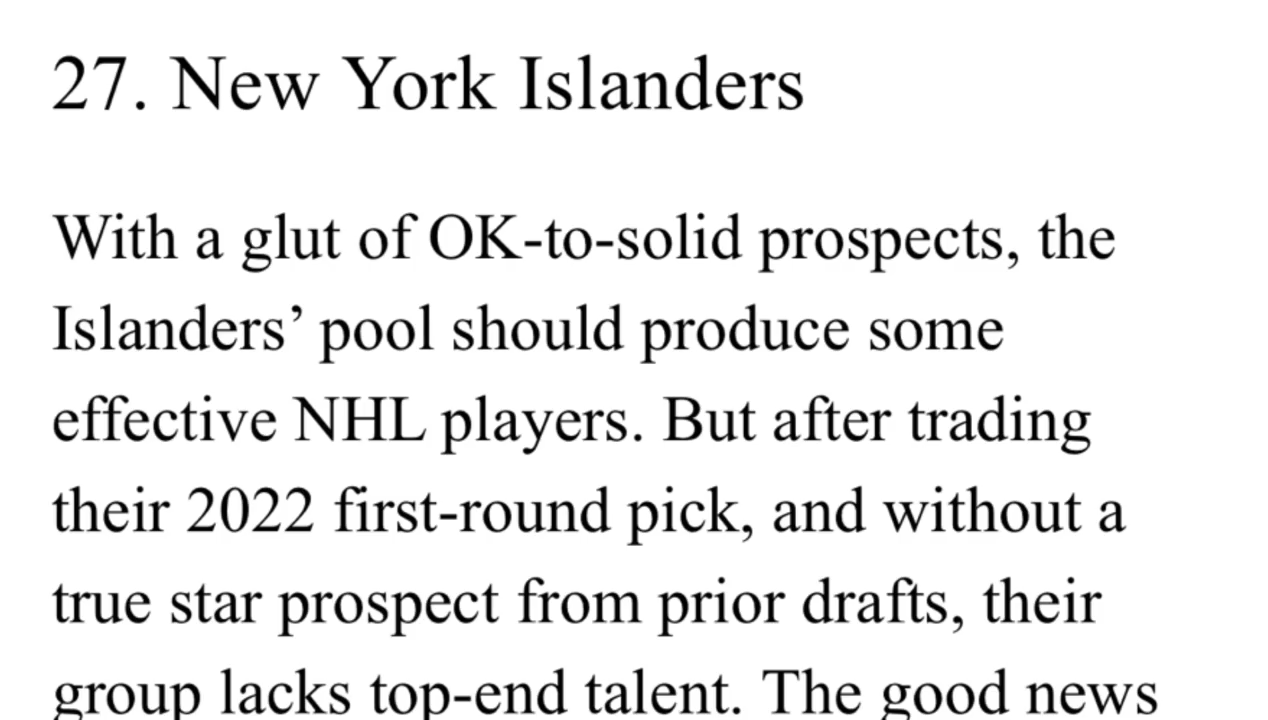 27. New York Islanders
With a glut of OK-to-solid prospects, the
Islanders’ pool should produce some
effective NHL players. But after trading
their 2022 first-round pick, and without a
true star prospect from prior drafts, their
group lacks top-end talent. The good news